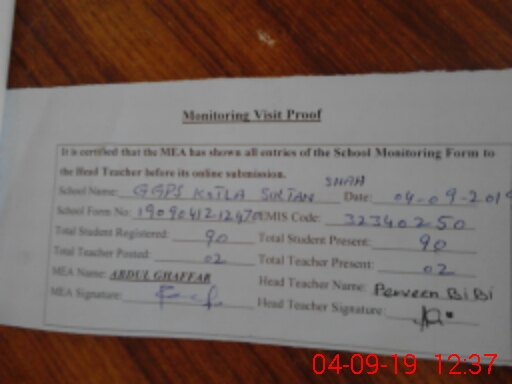 Monitoring Visit Proof
It is certified that the MEA has shown all entries of the School Monitoring Form to
the Head Teacher before its online submission.
School Name: GGPS KOTLA SULTAN SHAH Date: 04-09-2019
School Form No: EMIS Code: 32340250
Total Student Registered: 90 Total Student Present: 90
Total Teacher Posted: 02 Total Teacher Present: 02
MEA Name: ABDUL GHAFFAR Head Teacher Name: Perveen BiBi
MEA Signature: Head Teacher Signature:
04-09-19 12:37